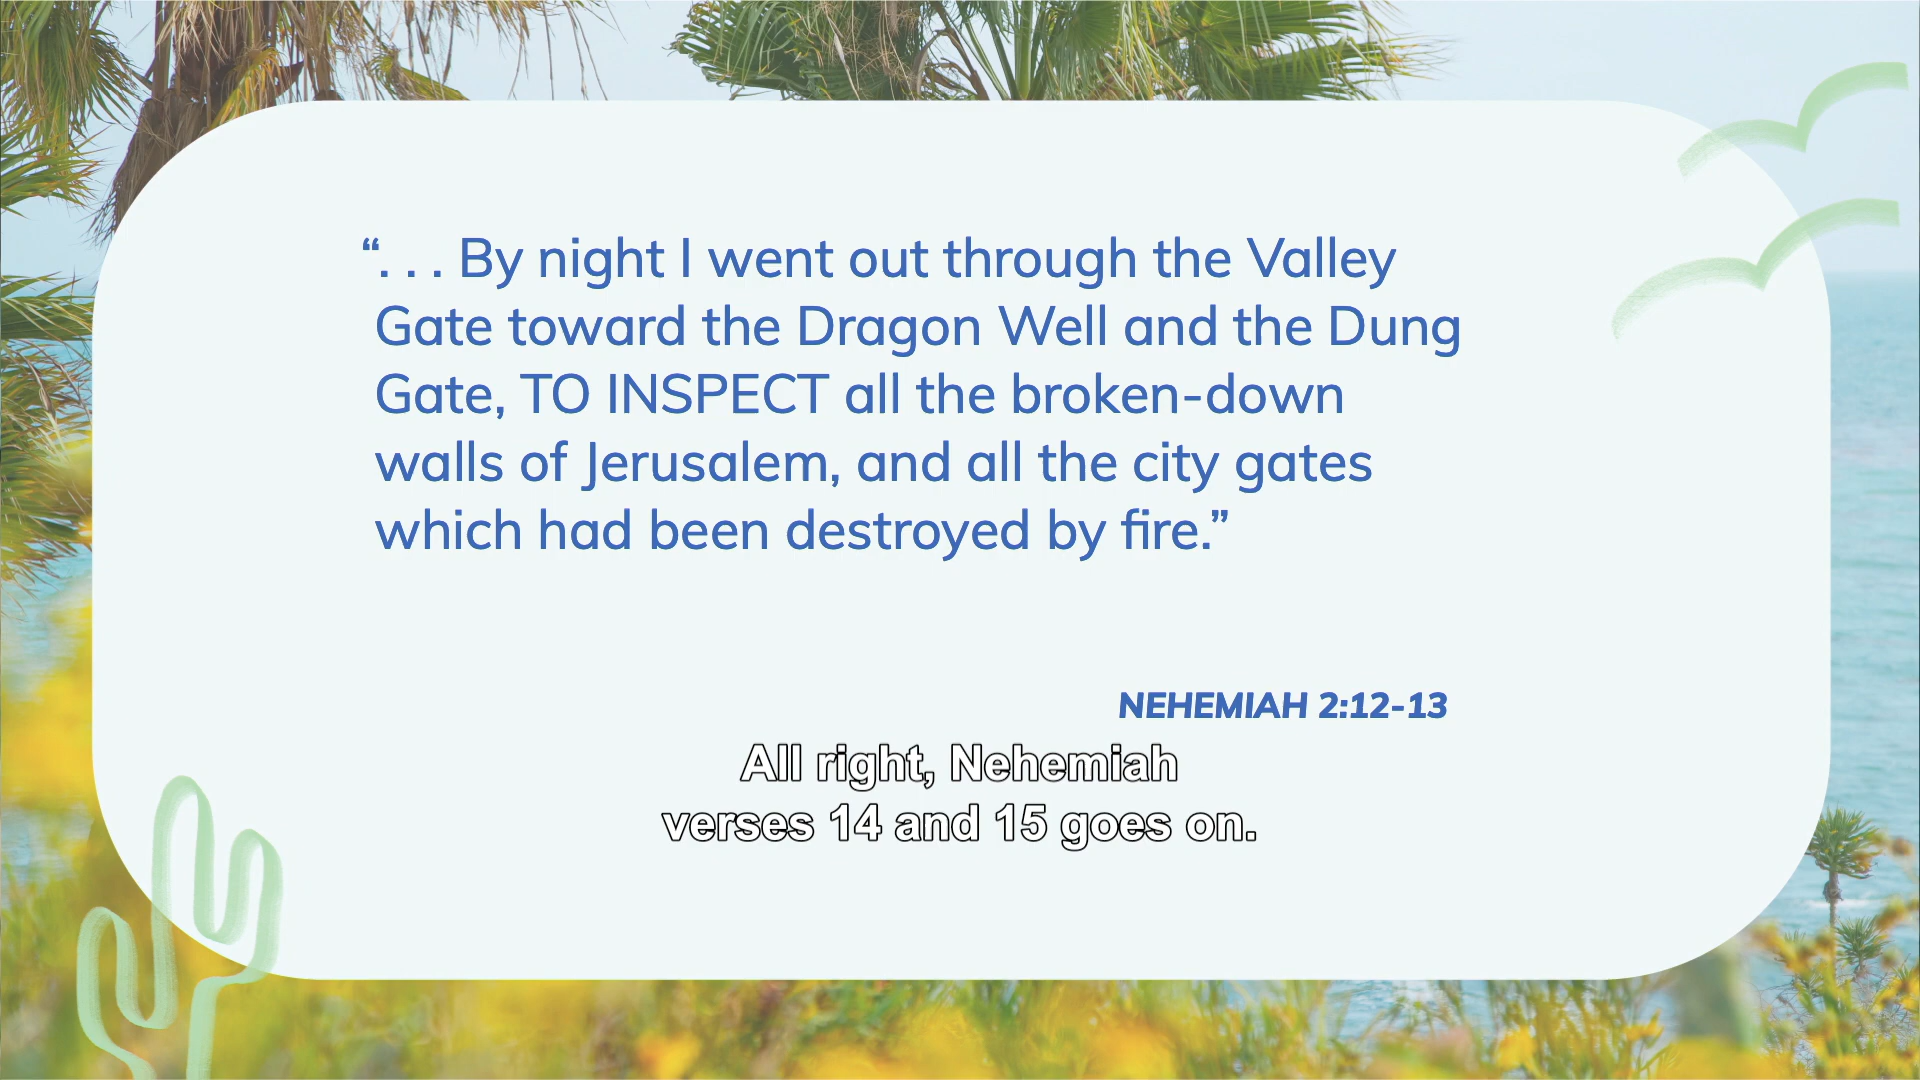 “. . . By night I went out through the Valley
Gate toward the Dragon Well and the Dung
Gate, TO INSPECT all the broken-down
walls of Jerusalem, and all the city gates
which had been destroyed by fire.”
NEHEMIAH 2:12-13
All right, Nehemiah
verses 14 and 15 goes on.